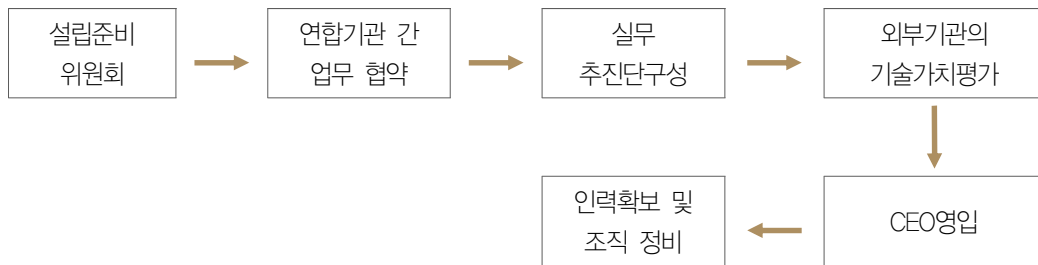 설립준비
위원회
연합기관 간
업무 협약
실무
추진단구성
외부기관의
기술가치평가
인력확보 및
조직 정비
CEO영입